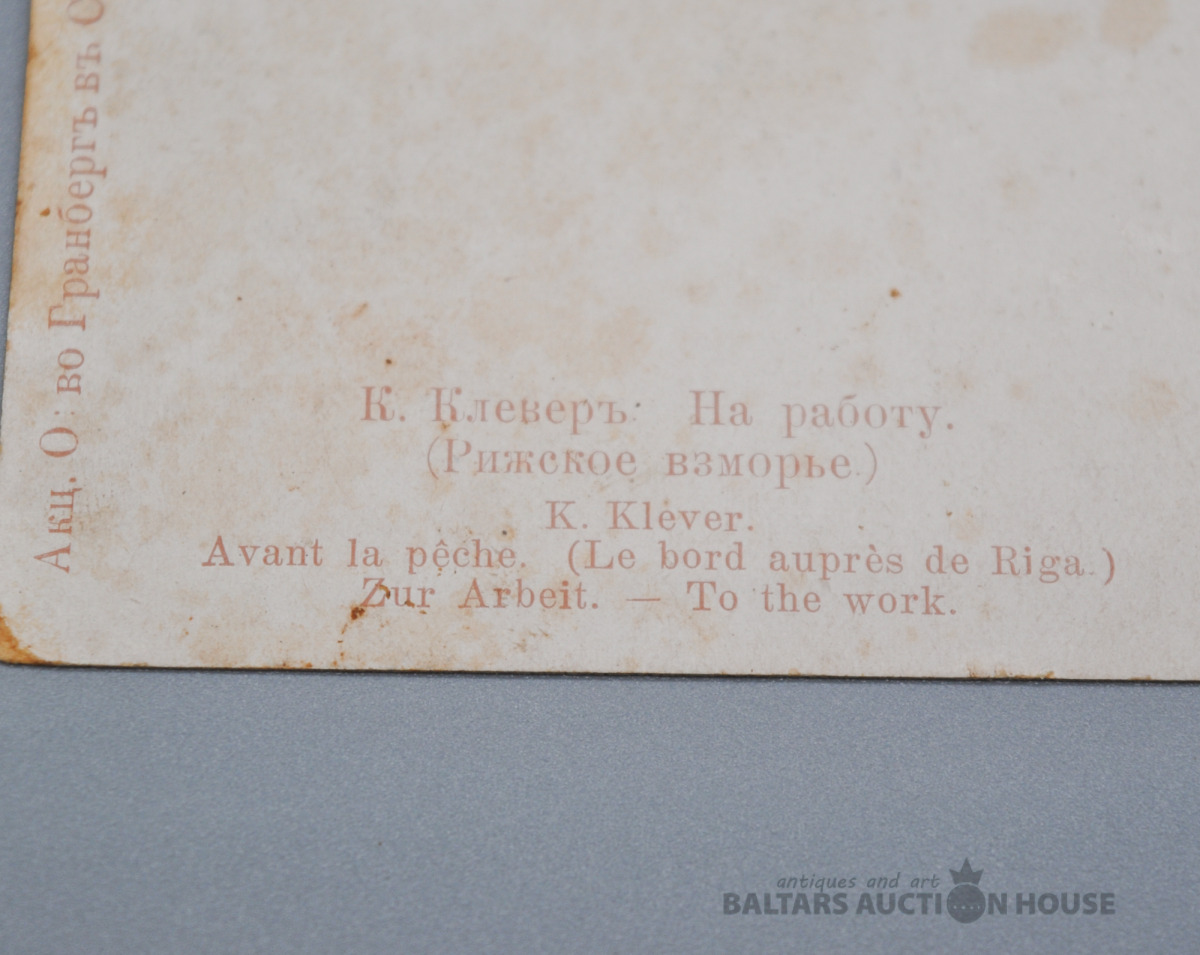 Акц. О-во Гранбергъ въ С
К. Клеверъ. На работу.
(Рижское взморье.)
K. Klever.
Avant la pêche. (Le bord auprès de Riga.)
Zur Arbeit. — To the work.
antiques and art
BALTARS AUCTION HOUSE